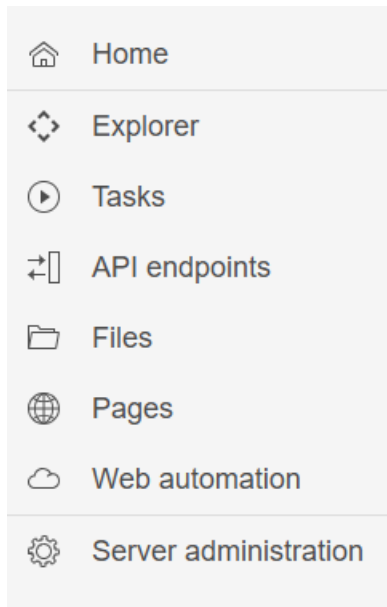 Home
Explorer
Tasks
API endpoints
Files
Pages
Web automation
Server administration